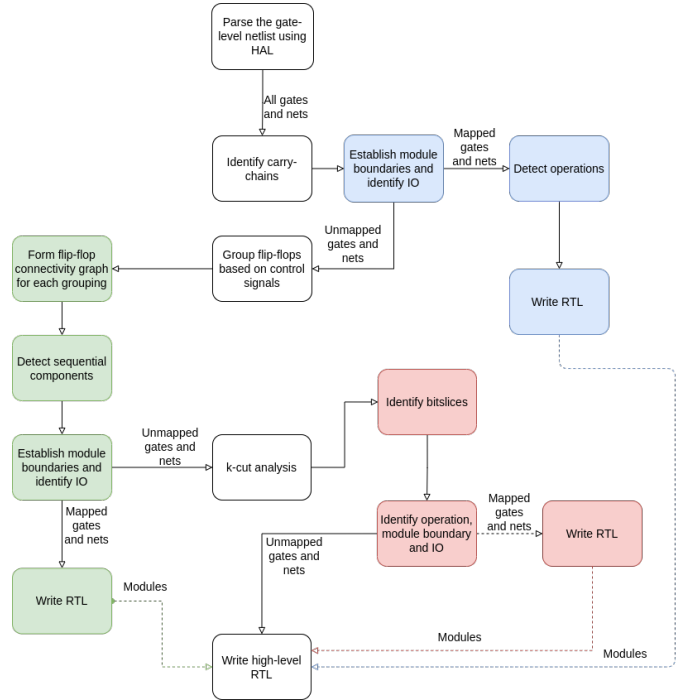 Parse the gate-
level netlist using
HAL
All gates
and nets
Identify carry-
chains
Establish module
boundaries and
identify IO
Mapped
gates
and nets
Detect operations
Unmapped
gates and
nets
Form flip-flop
connectivity graph
for each grouping
Group flip-flops
based on control
signals
Write RTL
Detect sequential
components
Identify bitslices
Establish module
boundaries and
identify IO
Unmapped
gates and
nets
k-cut analysis
Mapped
gates
and nets
Identify operation,
module boundary
and IO
Mapped
gates
and nets
Write RTL
Unmapped
gates and
nets
Write RTL
Modules
Modules
Modules
Write high-level
RTL